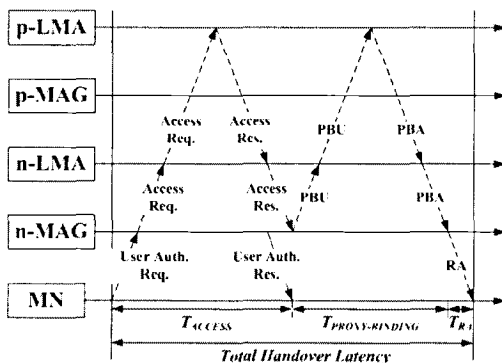 p-LMA
p-MAG
Access
Req.
Access
Res.
PBU
PBA
n-LMA
Access
Req.
Access
Res.
PBU
PBA
n-MAG
User Auth.
Req.
User Auth.
Res.
RA
MN
T_ACCESS
T_PROXY-BINDING
T_RA
Total Handover Latency